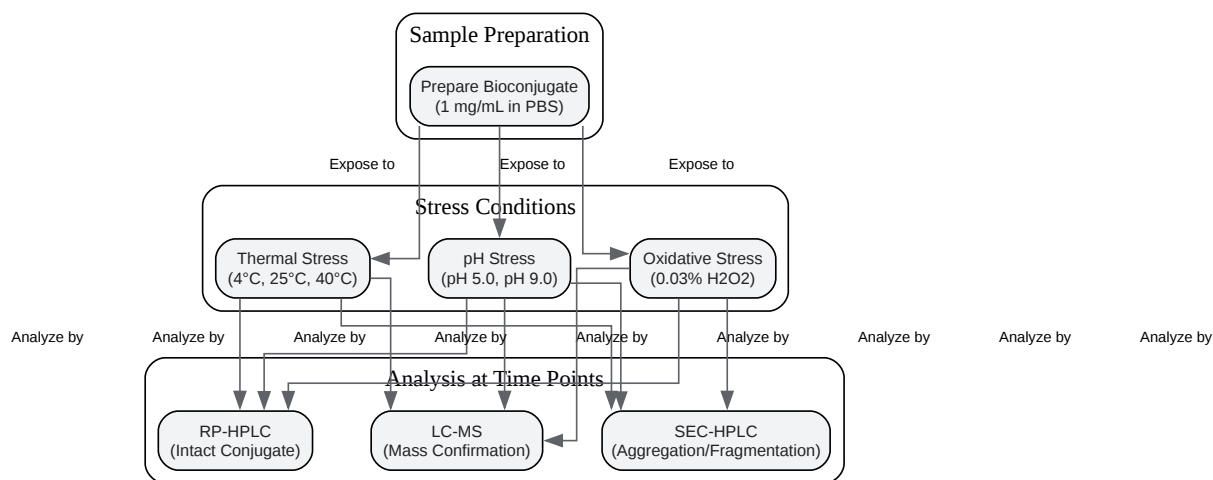 Sample Preparation
Prepare Bioconjugate
(1 mg/mL in PBS)
Expose to
Expose to
Expose to
Stress Conditions
Thermal Stress
(4°C, 25°C, 40°C)
pH Stress
(pH 5.0, pH 9.0)
Oxidative Stress
(0.03% H2O2)
Analyze by
Analyze by
Analyze by
Analyze by
Analyze by
Analyze by
Analyze by
Analyze by
Analyze by
Analysis at Time Points
RP-HPLC
(Intact Conjugate)
LC-MS
(Mass Confirmation)
SEC-HPLC
(Aggregation/Fragmentation)